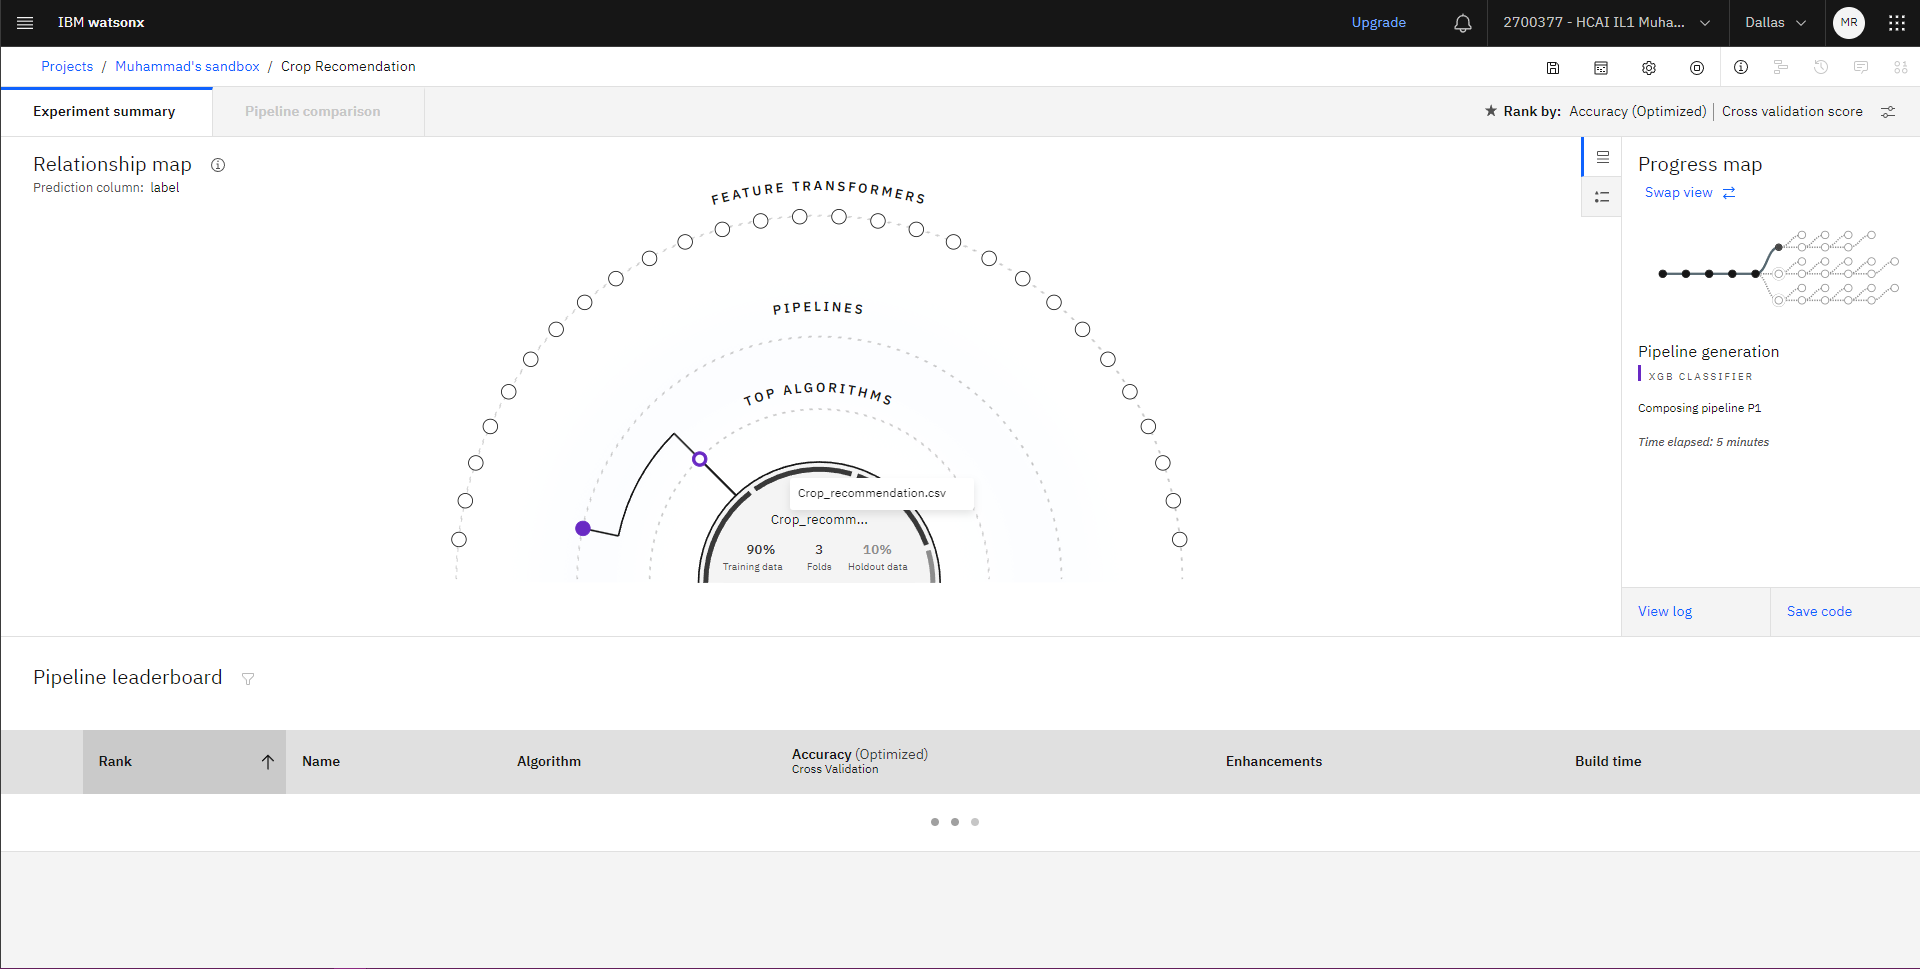 IBM watsonx
Upgrade
2700377 - HCAI IL1 Muha...
Dallas
MR
Projects / Muhammad's sandbox / Crop Recomendation
Experiment summary
Pipeline comparison
★ Rank by: Accuracy (Optimized) | Cross validation score
Relationship map
Prediction column: label
FEATURE TRANSFORMERS
PIPELINES
TOP ALGORITHMS
Crop_recommendation.csv
Crop_recomm...
90% 3 10%
Training data Folds Holdout data
Progress map
Swap view
Pipeline generation
XGB CLASSIFIER
Composing pipeline P1
Time elapsed: 5 minutes
View log
Save code
Pipeline leaderboard
Rank Name Algorithm Accuracy (Optimized) Enhancements Build time
Cross Validation